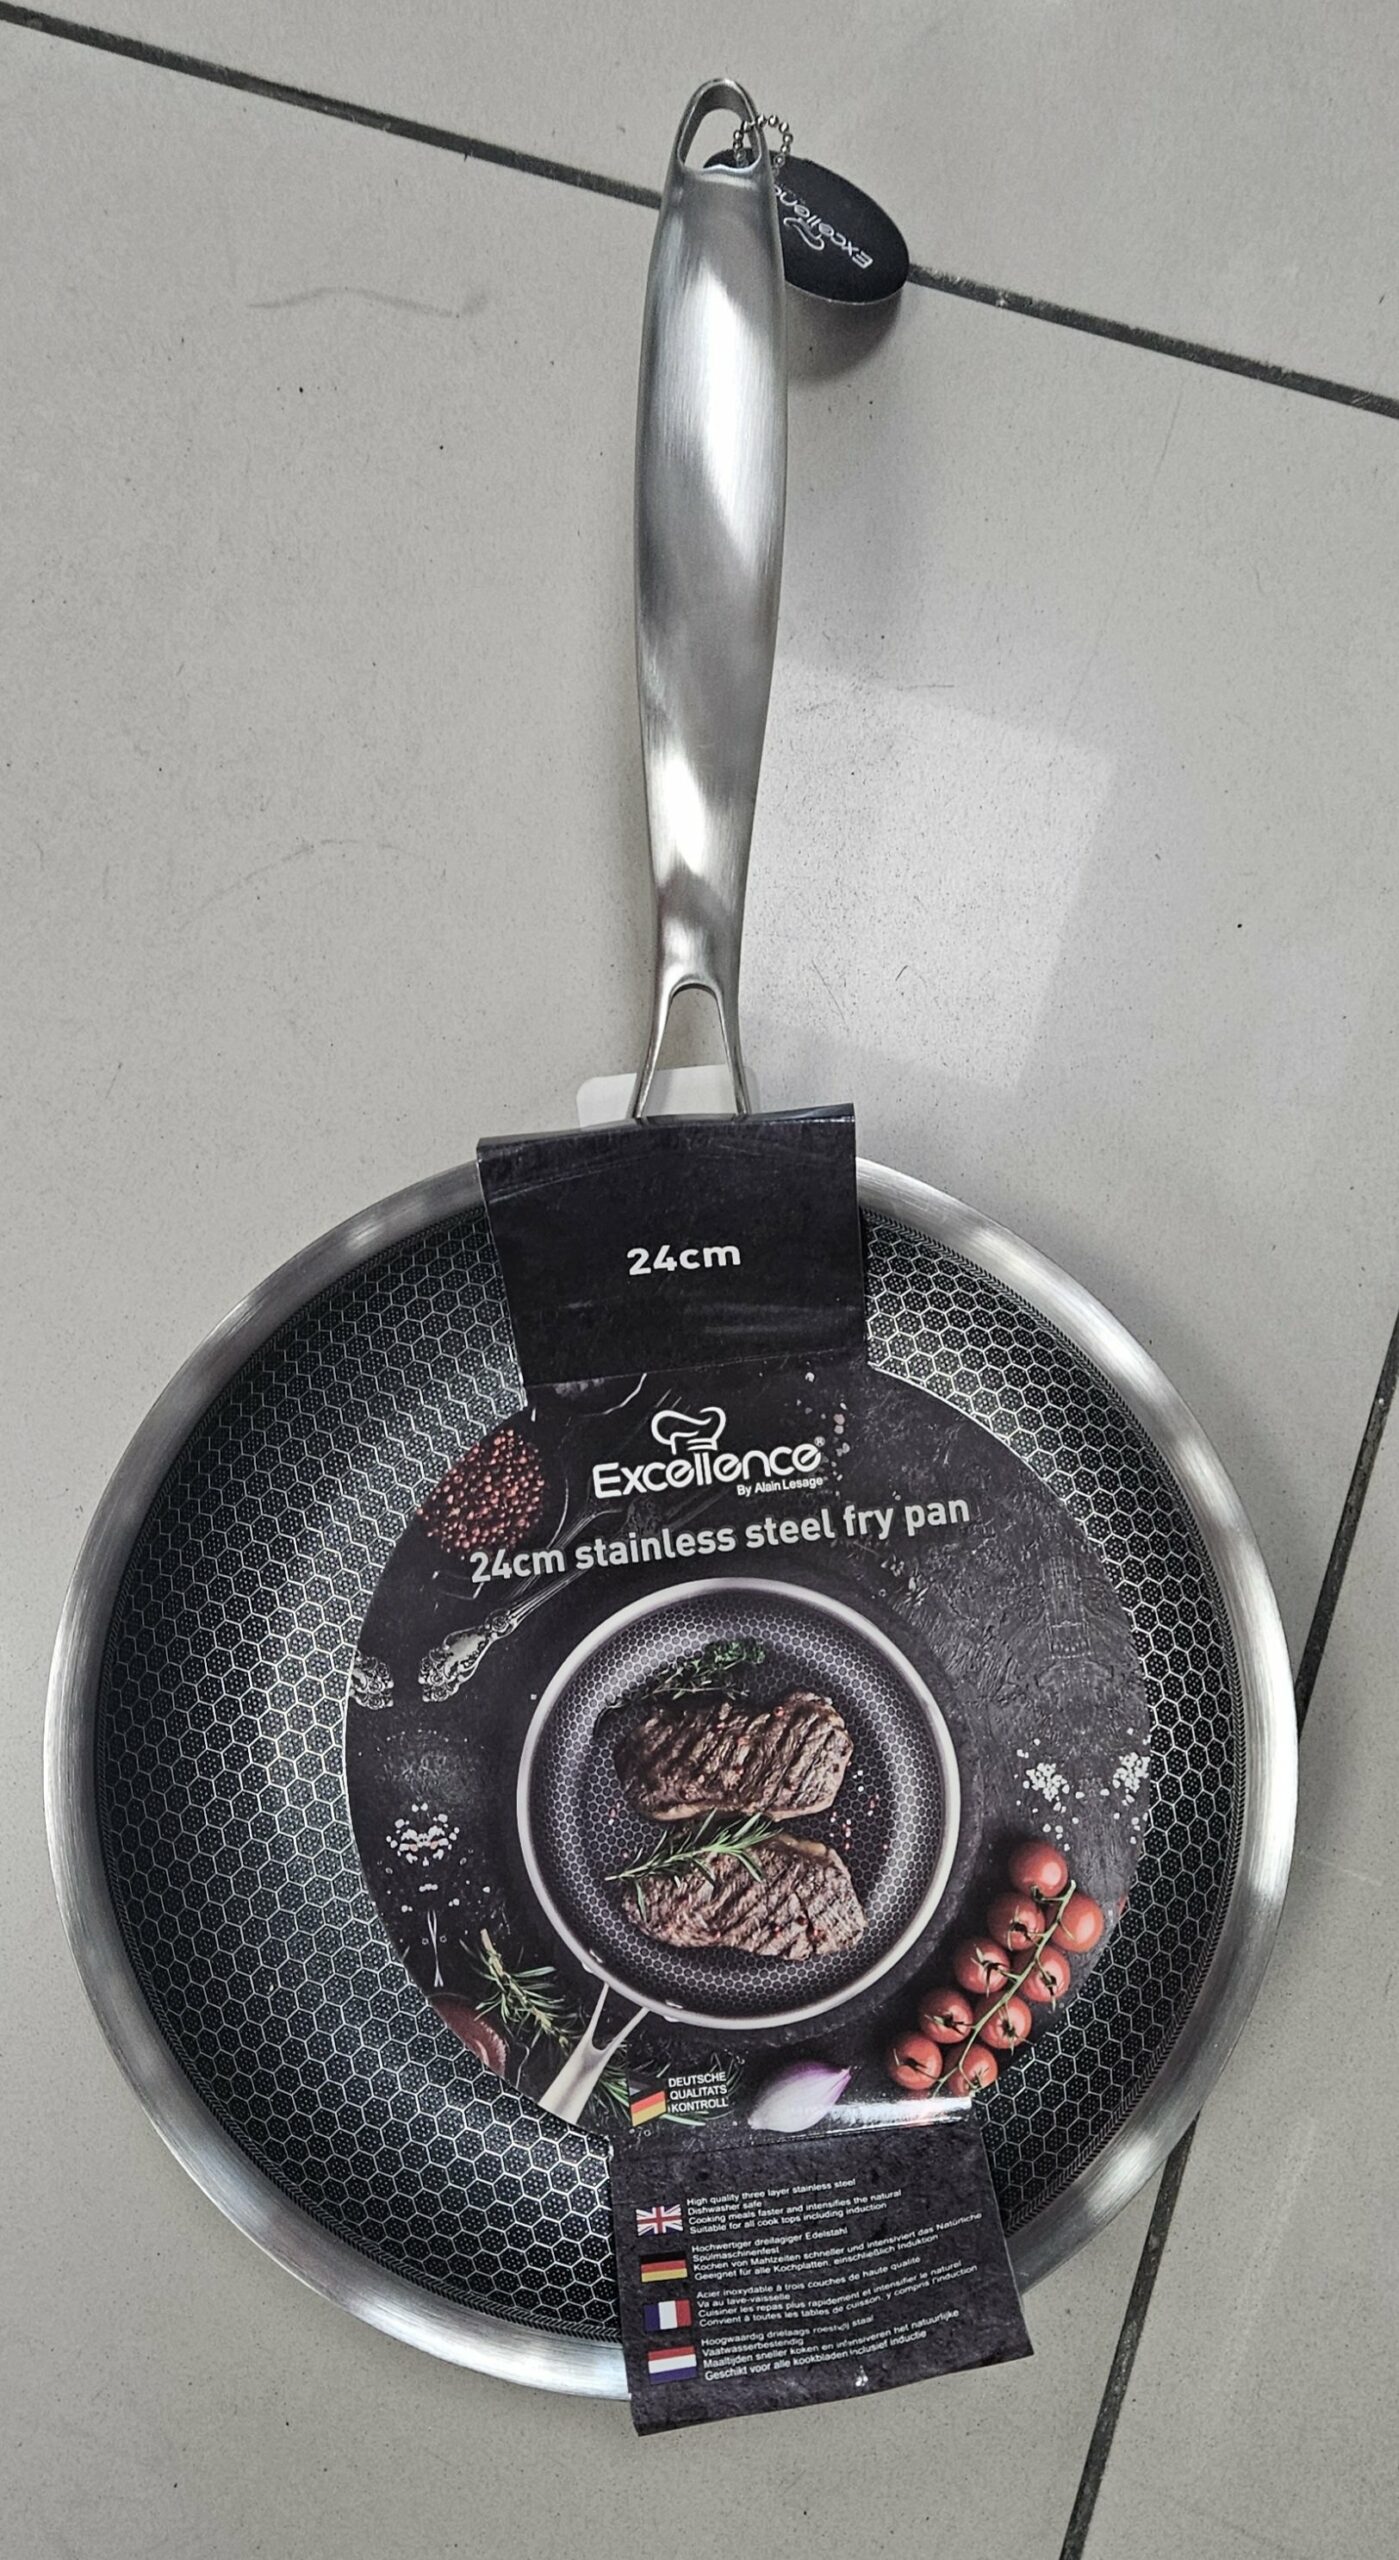 Excellence
24cm
Excellence®
By Alain Lesage
24cm stainless steel fry pan
DEUTSCHE
QUALITATS
KONTROLL
High quality three layer stainless steel
Dishwasher safe
Cooking meals faster and intensifies the natural
Suitable for all cook tops including induction
Hochwertiger dreilagiger Edelstahl
Spülmaschinenfest
Kochen von Mahlzeiten schneller und intensiviert das Natürliche
Geeignet für alle Kochplatten, einschließlich Induktion
Acier inoxydable à trois couches de haute qualité
Va au lave-vaisselle
Cuisiner les repas plus rapidement et intensifier le naturel
Convient à toutes les tables de cuisson, y compris l'induction
Hoogwaardig drielaags roestvrij staal
Vaatwasserbestendig
Maaltijden sneller koken en intensiveren het natuurlijke
Geschikt voor alle kookbladen inclusief inductie